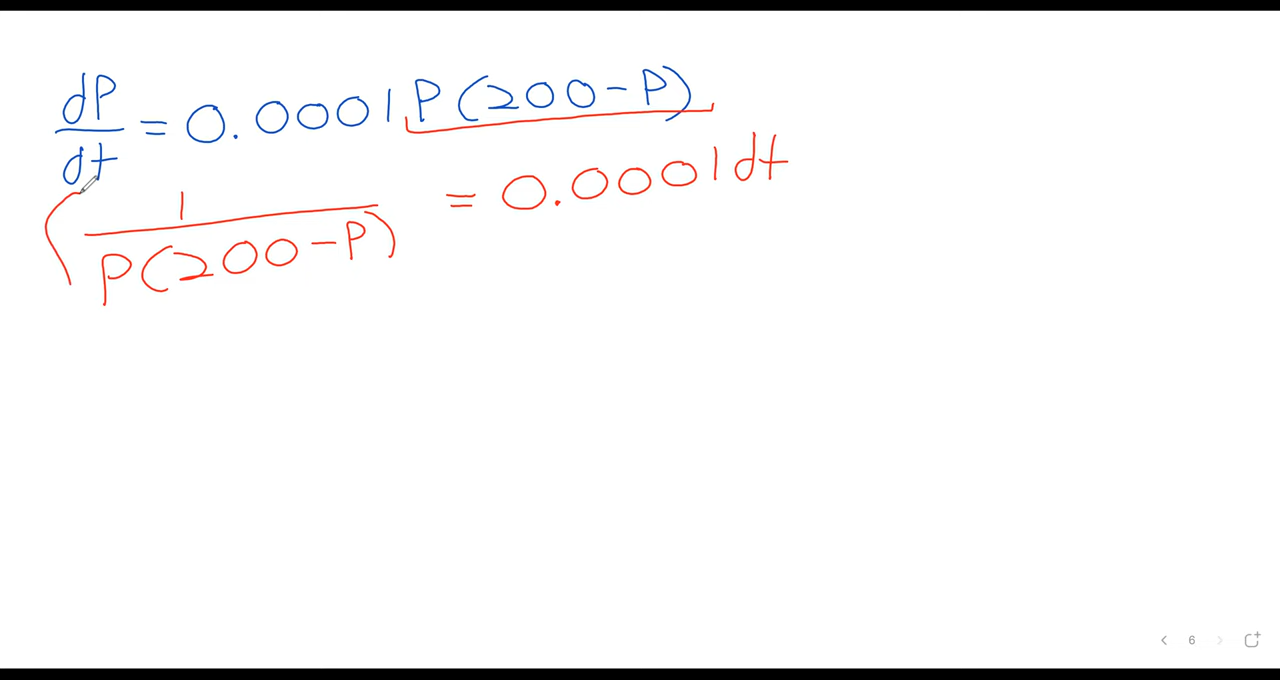 dP/dt = 0.0001P(200-P)
1/P(200-P) = 0.0001dt
6